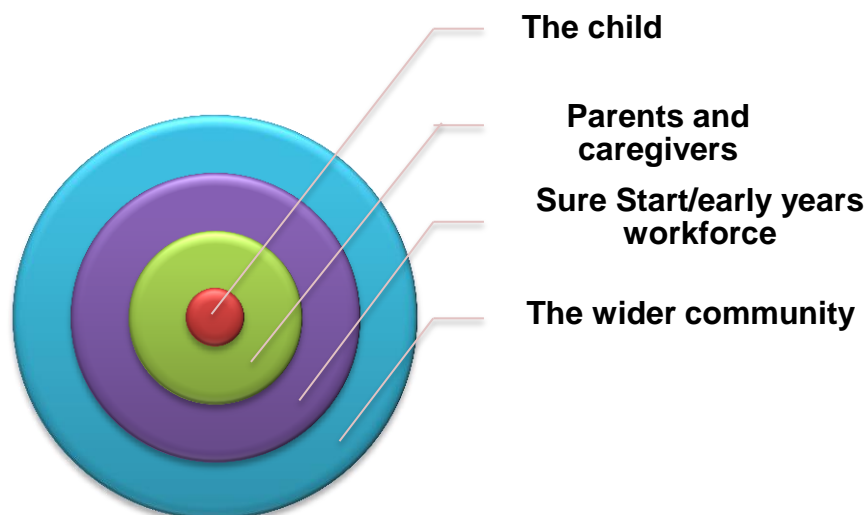 The child
Parents and
caregivers
Sure Start/early years
workforce
The wider community